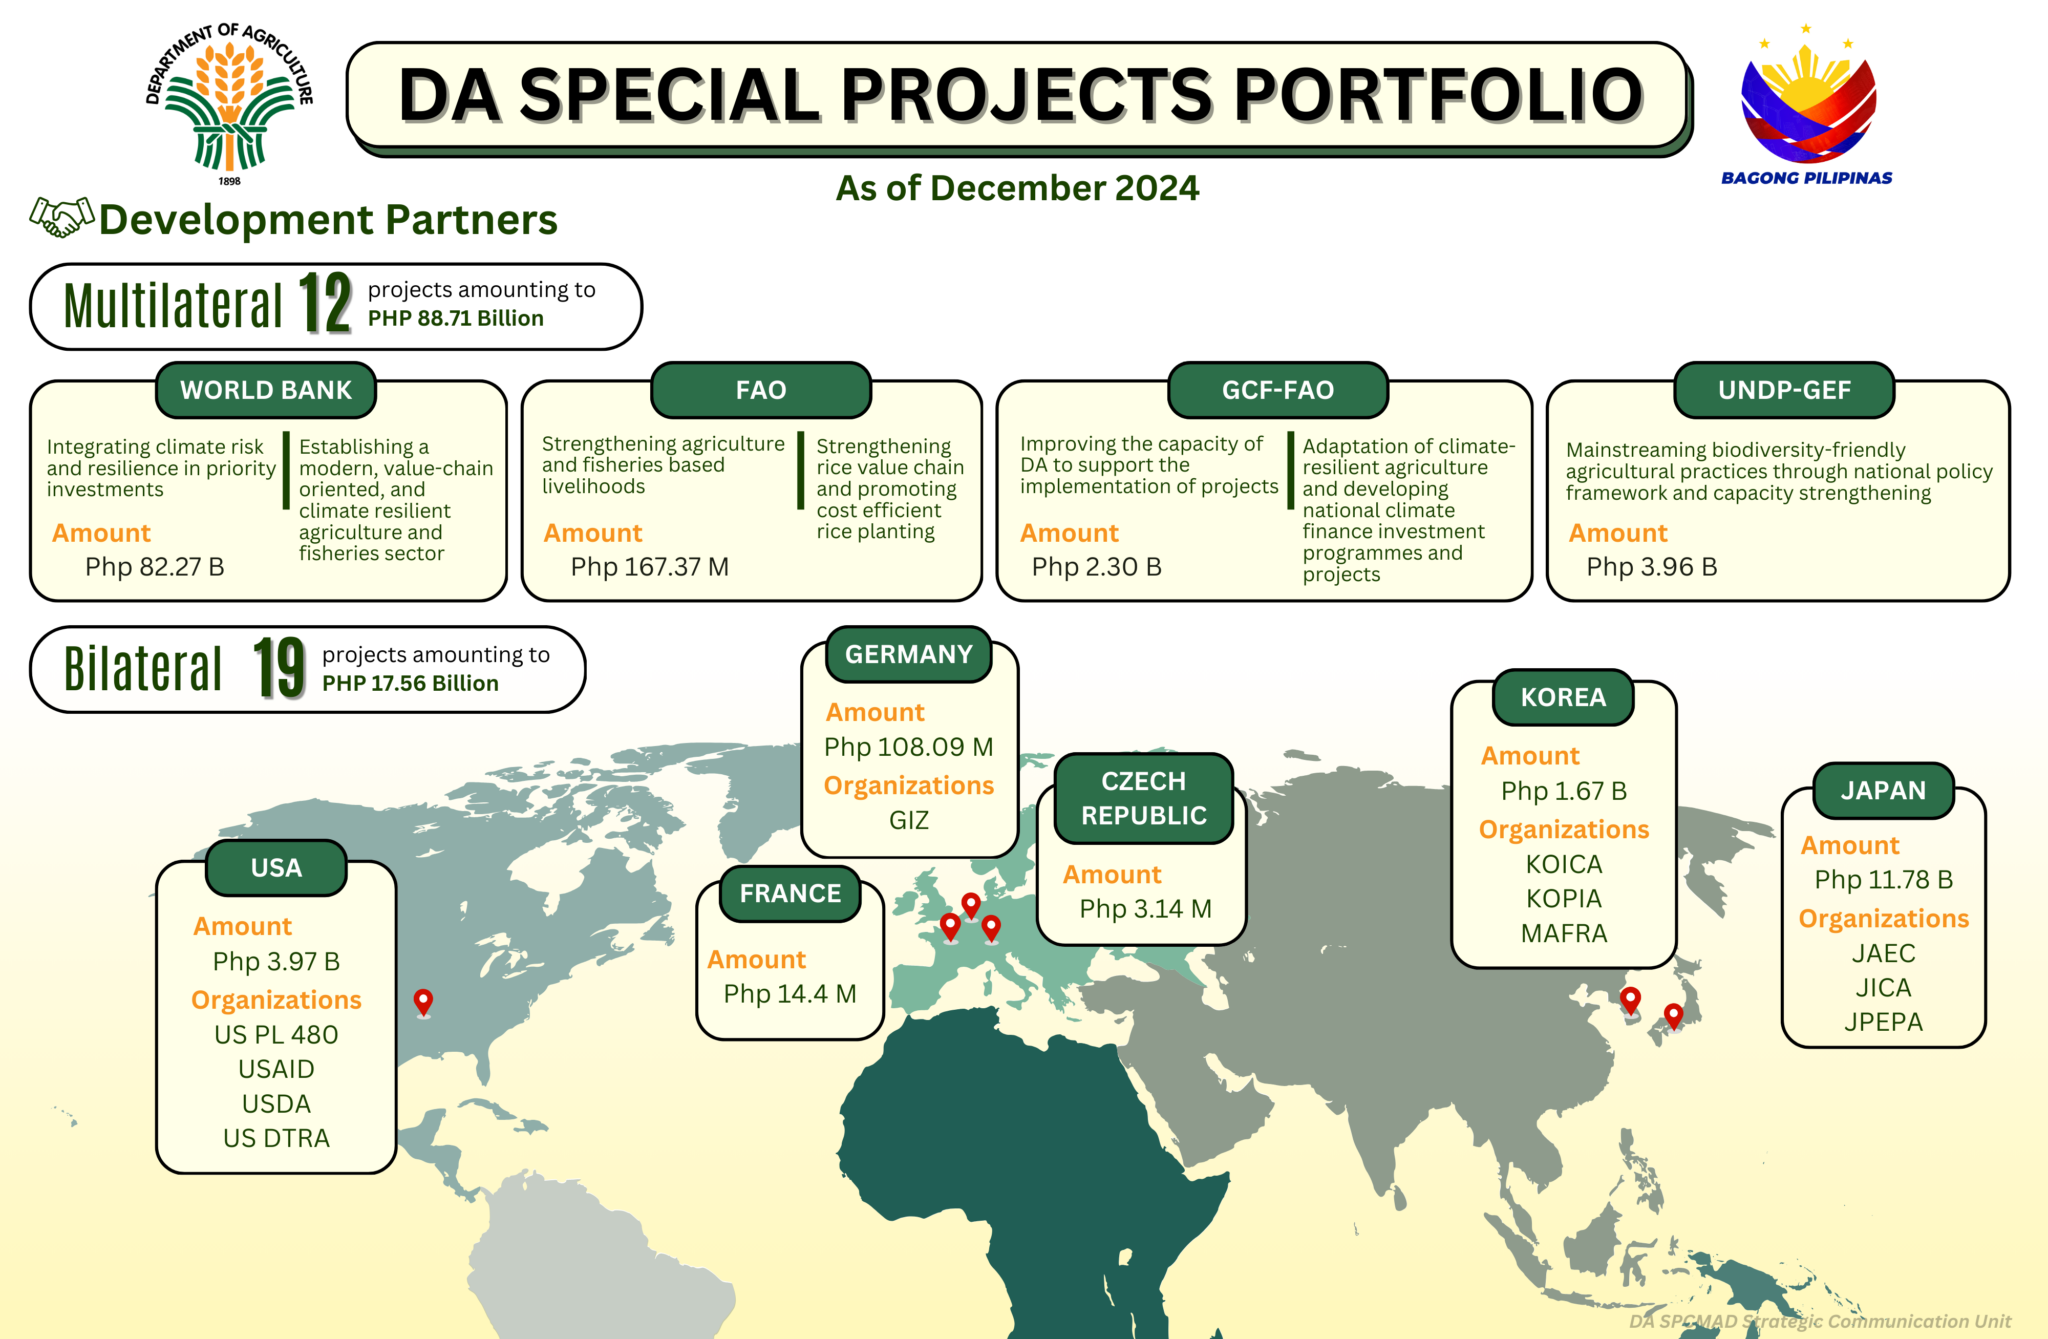 DEPARTMENT OF AGRICULTURE
1898
DA SPECIAL PROJECTS PORTFOLIO
BAGONG PILIPINAS
As of December 2024
Development Partners
Multilateral 12
projects amounting to
PHP 88.71 Billion
WORLD BANK
Integrating climate risk
and resilience in priority
investments
Amount
Php 82.27 B
Establishing a
modern, value-chain
oriented, and
climate resilient
agriculture and
fisheries sector
FAO
Strengthening agriculture
and fisheries based
livelihoods
Amount
Php 167.37 M
Strengthening
rice value chain
and promoting
cost efficient
rice planting
GCF-FAO
Improving the capacity of
DA to support the
implementation of projects
Amount
Php 2.30 B
Adaptation of climate-
resilient agriculture
and developing
national climate
finance investment
programmes and
projects
UNDP-GEF
Mainstreaming biodiversity-friendly
agricultural practices through national policy
framework and capacity strengthening
Amount
Php 3.96 B
Bilateral 19
projects amounting to
PHP 17.56 Billion
USA
Amount
Php 3.97 B
Organizations
US PL 480
USAID
USDA
US DTRA
FRANCE
Amount
Php 14.4 M
GERMANY
Amount
Php 108.09 M
Organizations
GIZ
CZECH
REPUBLIC
Amount
Php 3.14 M
KOREA
Amount
Php 1.67 B
Organizations
KOICA
KOPIA
MAFRA
JAPAN
Amount
Php 11.78 B
Organizations
JAEC
JICA
JPEPA
DA SPCMAD Strategic Communication Unit